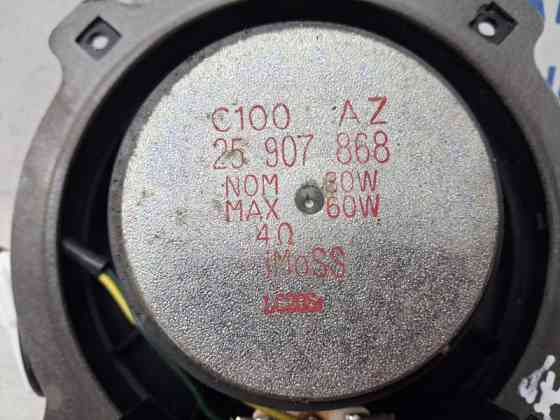 C100 AZ
25 907 868
NOM 30W
MAX 60W
4Ω
iMoSS